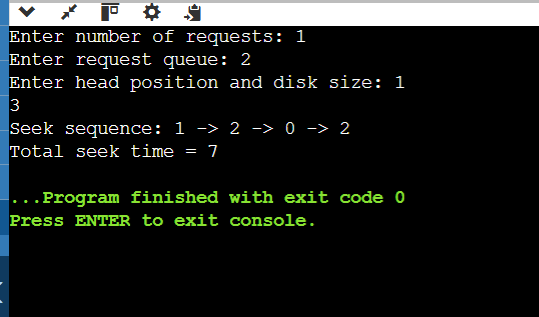 Enter number of requests: 1
Enter request queue: 2
Enter head position and disk size: 1
3
Seek sequence: 1 -> 2 -> 0 -> 2
Total seek time = 7
...Program finished with exit code 0
Press ENTER to exit console.